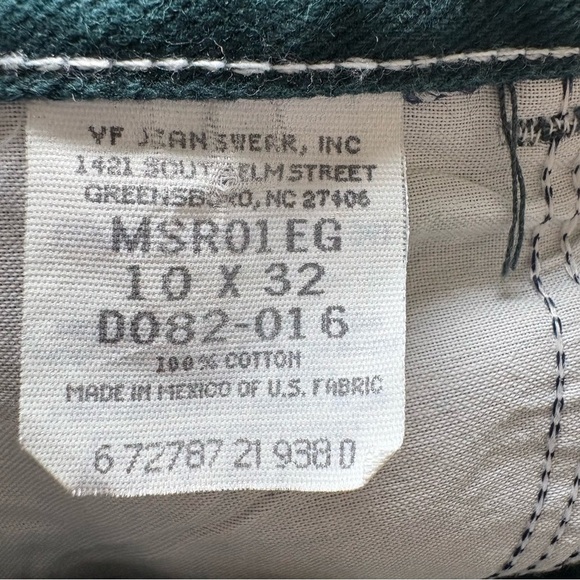 VF JEANSWEAR, INC
1421 SOUTH ELM STREET
GREENSBORO, NC 27406
MSR01EG
10 X 32
D082-016
100% COTTON
MADE IN MEXICO OF U.S. FABRIC
6 72787 21 938 0